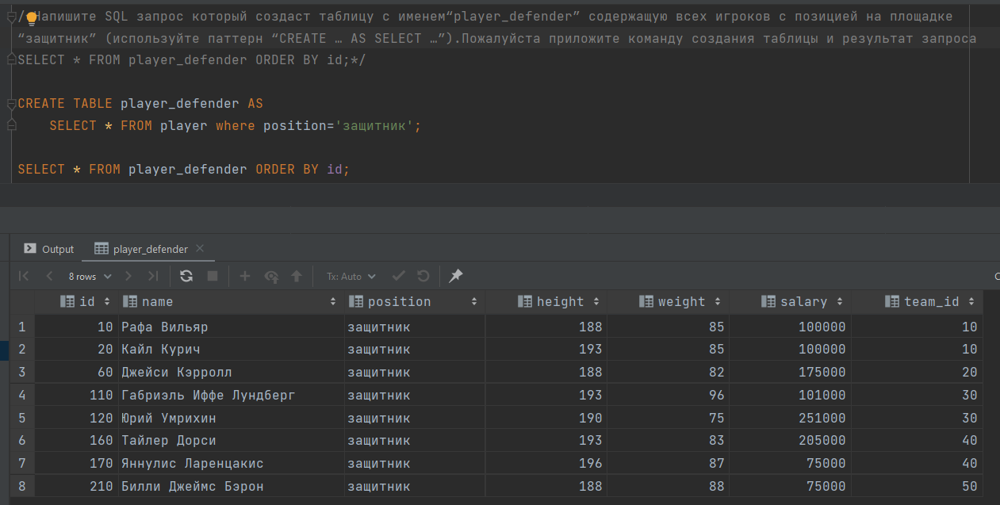 /*Напишите SQL запрос который создаст таблицу с именем“player_defender” содержащую всех игроков с позицией на площадке
“защитник” (используйте паттерн “CREATE … AS SELECT …”).Пожалуйста приложите команду создания таблицы и результат запроса
SELECT * FROM player_defender ORDER BY id;*/
CREATE TABLE player_defender AS
SELECT * FROM player where position='защитник';
SELECT * FROM player_defender ORDER BY id;
Output player_defender
8 rows Tx: Auto
id name position height weight salary team_id
1 10 Рафа Вильяр защитник 188 85 100000 10
2 20 Кайл Курич защитник 193 85 100000 10
3 60 Джейси Кэрролл защитник 188 82 175000 20
4 110 Габриэль Иффе Лундберг защитник 193 96 101000 30
5 120 Юрий Умрихин защитник 190 75 251000 30
6 160 Тайлер Дорси защитник 193 83 205000 40
7 170 Яннулис Ларенцакис защитник 196 87 75000 40
8 210 Билли Джеймс Бэрон защитник 188 88 75000 50